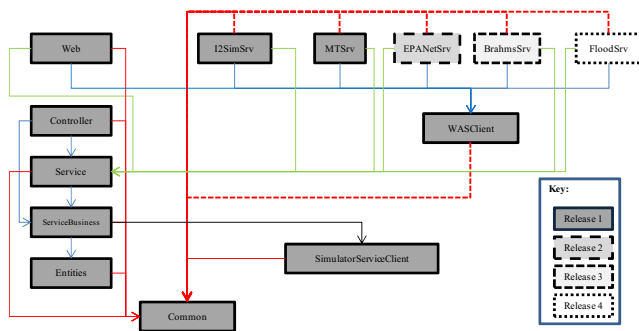 Web
I2SimSrv
MTSrv
EPANetSrv
BrahmsSrv
FloodSrv
Controller
WASClient
Service
Key:
Release 1
ServiceBusiness
Release 2
SimulatorServiceClient
Entities
Release 3
Release 4
Common